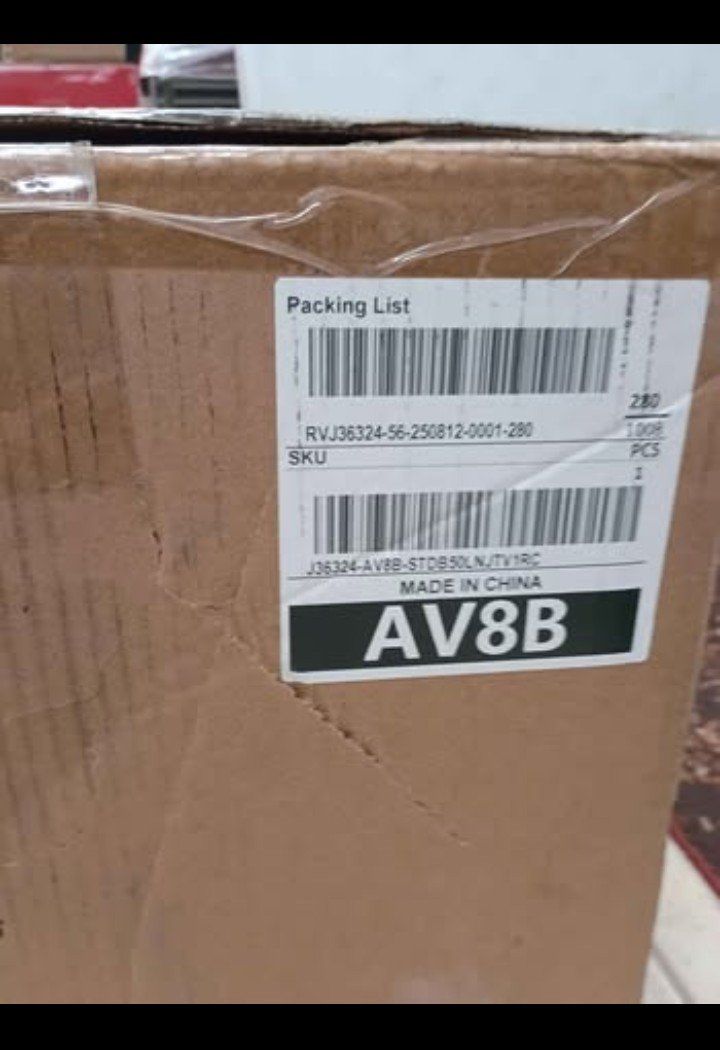 Packing List
280
RVJ36324-56-250812-0001-280
1008
SKU
PCS
1
J36324-AV8B-STDB50LNJTV1RC
MADE IN CHINA
AV8B